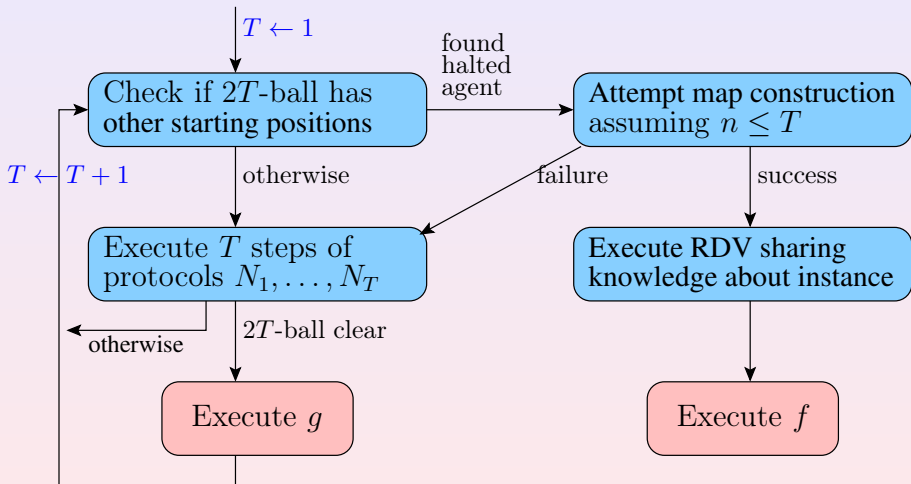 T ← 1
found
halted
agent
Check if 2T-ball has
other starting positions
Attempt map construction
assuming n ≤ T
T ← T + 1
otherwise
failure
success
Execute T steps of
protocols N₁, . . . , N_T
Execute RDV sharing
knowledge about instance
otherwise
2T-ball clear
Execute g
Execute f